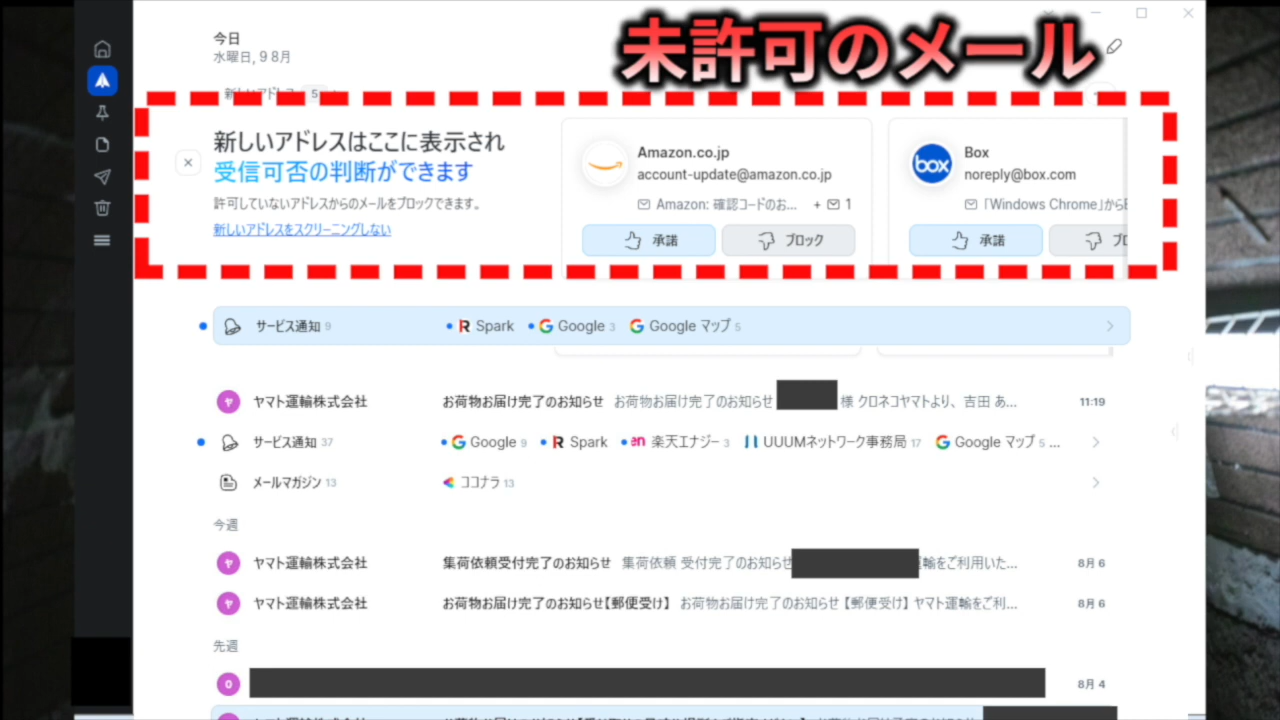 未許可のメール
今日
水曜日, 9 8月
新しいアドレス 5
新しいアドレスはここに表示され
受信可否の判断ができます
許可していないアドレスからのメールをブロックできます。
新しいアドレスをスクリーニングしない
Amazon.co.jp
account-update@amazon.co.jp
Amazon: 確認コードのお... + 1
承諾 ブロック
box
Box
noreply@box.com
「Windows Chrome」から
承諾
サービス通知 9 Spark Google 3 Google マップ 5
ヤ ヤマト運輸株式会社 お荷物お届け完了のお知らせ お荷物お届け完了のお知らせ 様 クロネコヤマトより、吉田 あ... 11:19
サービス通知 37 Google 9 Spark en 楽天エナジー 3 UUUMネットワーク事務局 17 Google マップ 5 ...
メールマガジン 13 ココナラ 13
今週
ヤ ヤマト運輸株式会社 集荷依頼受付完了のお知らせ 集荷依頼 受付完了のお知らせ 輸をご利用いた... 8月 6
ヤ ヤマト運輸株式会社 お荷物お届け完了のお知らせ【郵便受け】 お荷物お届け完了のお知らせ【郵便受け】 ヤマト運輸をご利... 8月 6
先週
8月 4